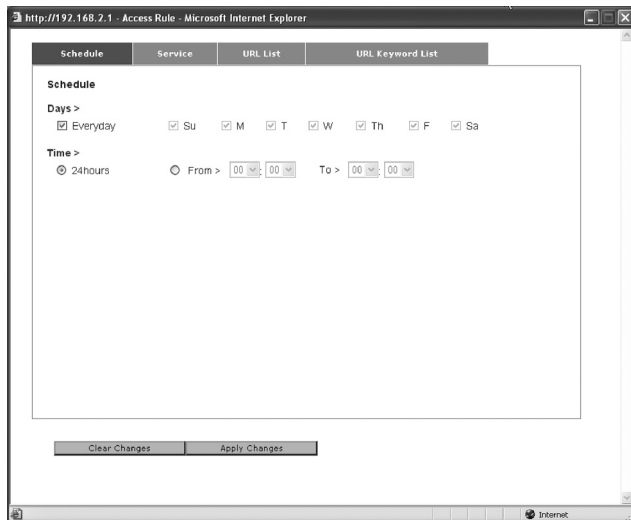 http://192.168.2.1 - Access Rule - Microsoft Internet Explorer
Schedule Service URL List URL Keyword List
Schedule
Days >
Everyday Su M T W Th F Sa
Time >
24hours From > 00 : 00 To > 00 : 00
Clear Changes Apply Changes
Internet